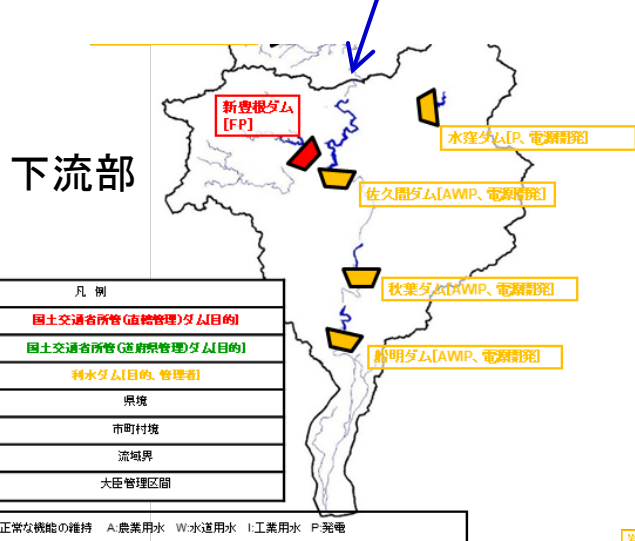 新豊根ダム
[FP]
水窪ダム[P、電源開発]
下流部
佐久間ダム[AWIP、電源開発]
秋葉ダム[AWIP、電源開発]
船明ダム[AWIP、電源開発]
凡 例
国土交通省所管(直轄管理)ダム[目的]
国土交通省所管(道府県管理)ダム[目的]
利水ダム[目的、管理者]
県境
市町村境
流域界
大臣管理区間
正常な機能の維持 A:農業用水 W:水道用水 I:工業用水 P:発電